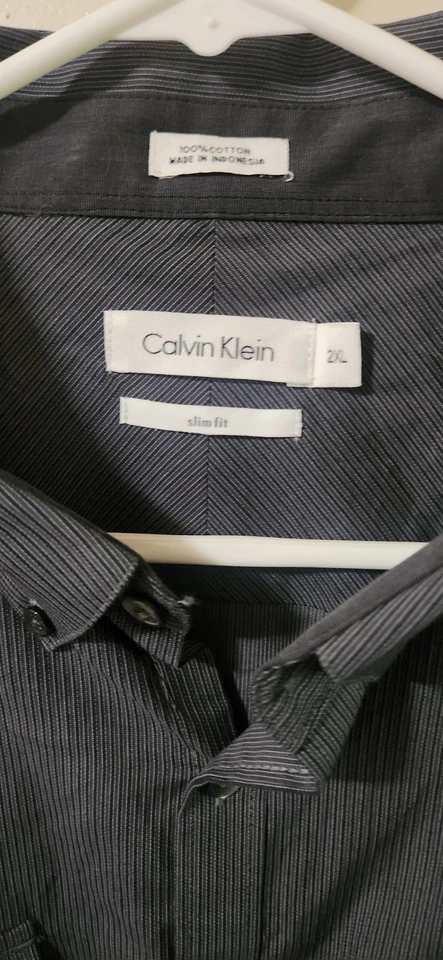 100% COTTON
MADE IN INDONESIA
Calvin Klein
2XL
slim fit